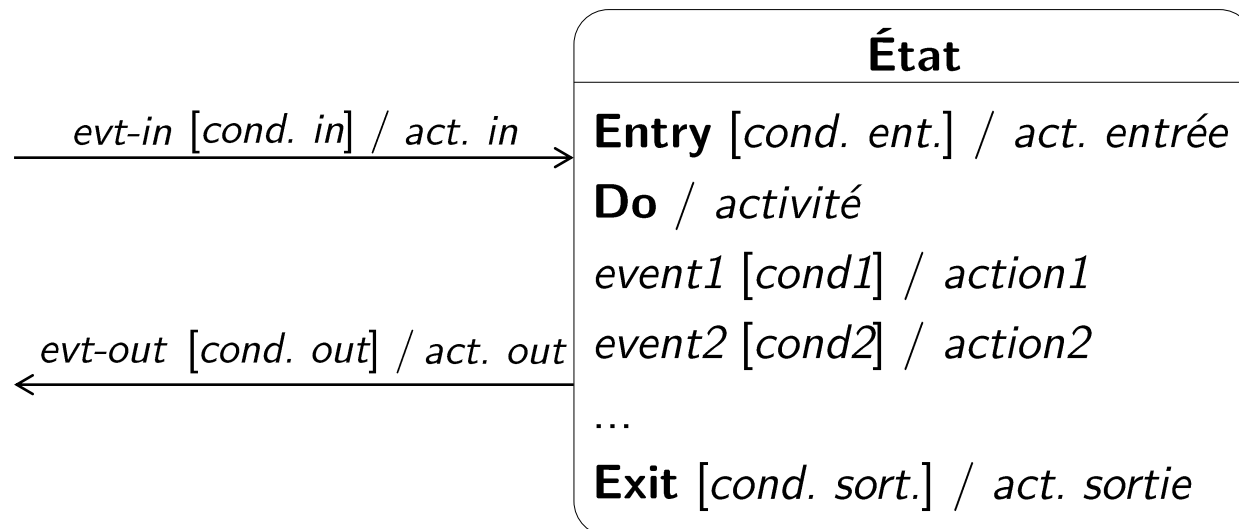 État
evt-in [cond. in] / act. in
Entry [cond. ent.] / act. entrée
Do / activité
event1 [cond1] / action1
evt-out [cond. out] / act. out
event2 [cond2] / action2
...
Exit [cond. sort.] / act. sortie